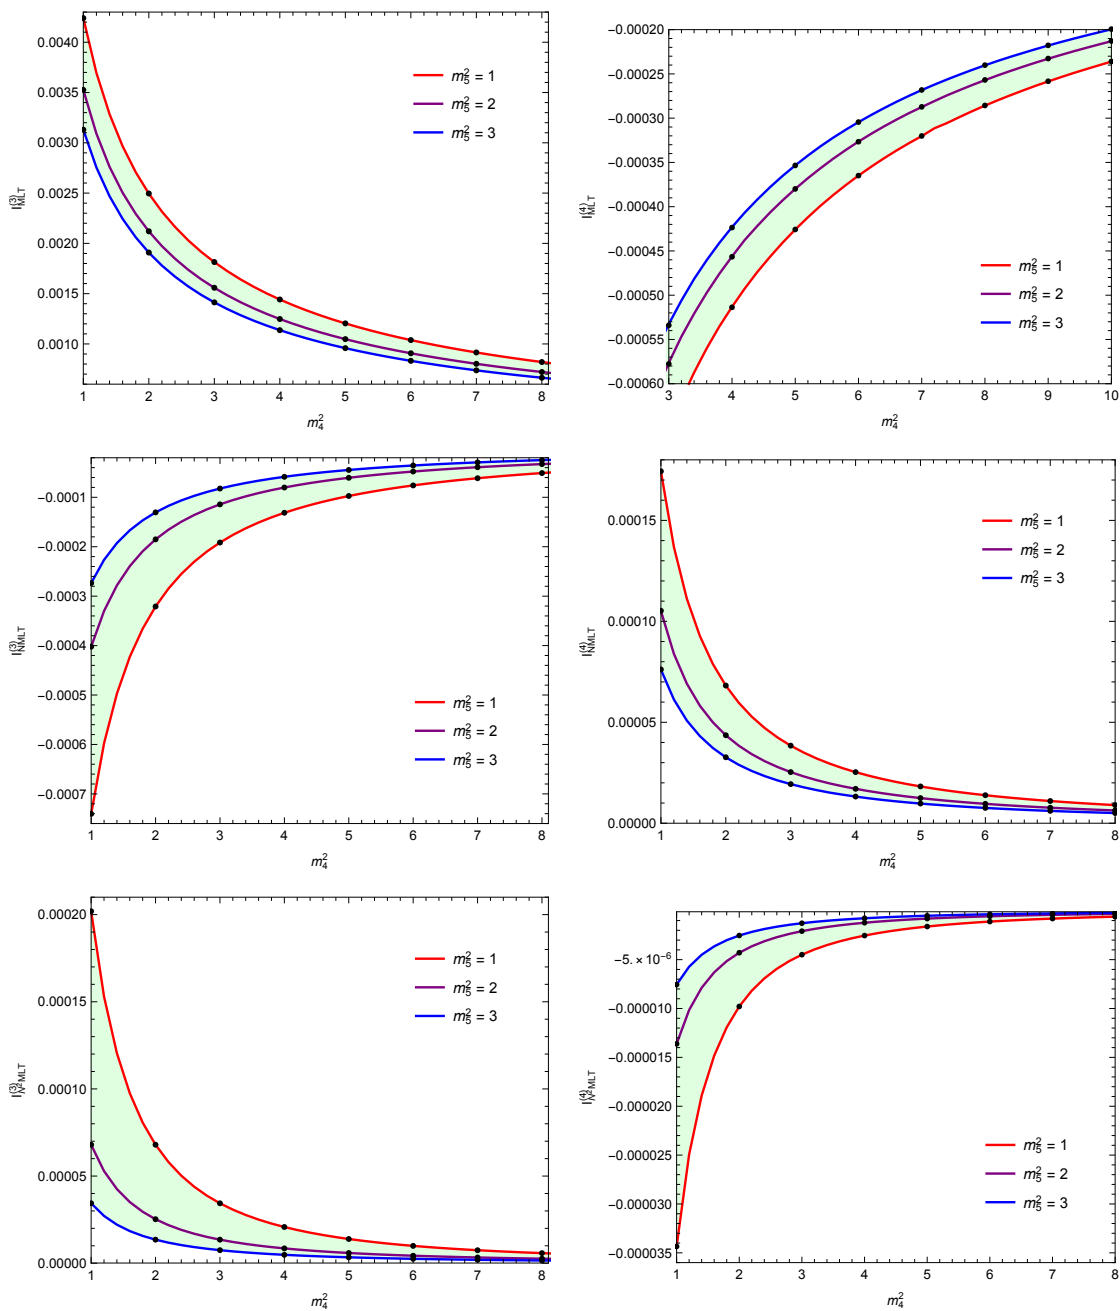 0.0040
0.0035
0.0030
0.0025
0.0020
0.0015
0.0010
1 2 3 4 5 6 7 8
I_MLT^(3)
m_4^2
m_5^2 = 1
m_5^2 = 2
m_5^2 = 3
-0.00020
-0.00025
-0.00030
-0.00035
-0.00040
-0.00045
-0.00050
-0.00055
-0.00060
3 4 5 6 7 8 9 10
I_MLT^(4)
m_4^2
m_5^2 = 1
m_5^2 = 2
m_5^2 = 3
-0.0001
-0.0002
-0.0003
-0.0004
-0.0005
-0.0006
-0.0007
1 2 3 4 5 6 7 8
I_NMLT^(3)
m_4^2
m_5^2 = 1
m_5^2 = 2
m_5^2 = 3
0.00015
0.00010
0.00005
0.00000
1 2 3 4 5 6 7 8
I_NMLT^(4)
m_4^2
m_5^2 = 1
m_5^2 = 2
m_5^2 = 3
0.00020
0.00015
0.00010
0.00005
0.00000
1 2 3 4 5 6 7 8
I_N²MLT^(3)
m_4^2
m_5^2 = 1
m_5^2 = 2
m_5^2 = 3
-5. × 10⁻⁶
-0.000010
-0.000015
-0.000020
-0.000025
-0.000030
-0.000035
1 2 3 4 5 6 7 8
I_N²MLT^(4)
m_4^2
m_5^2 = 1
m_5^2 = 2
m_5^2 = 3